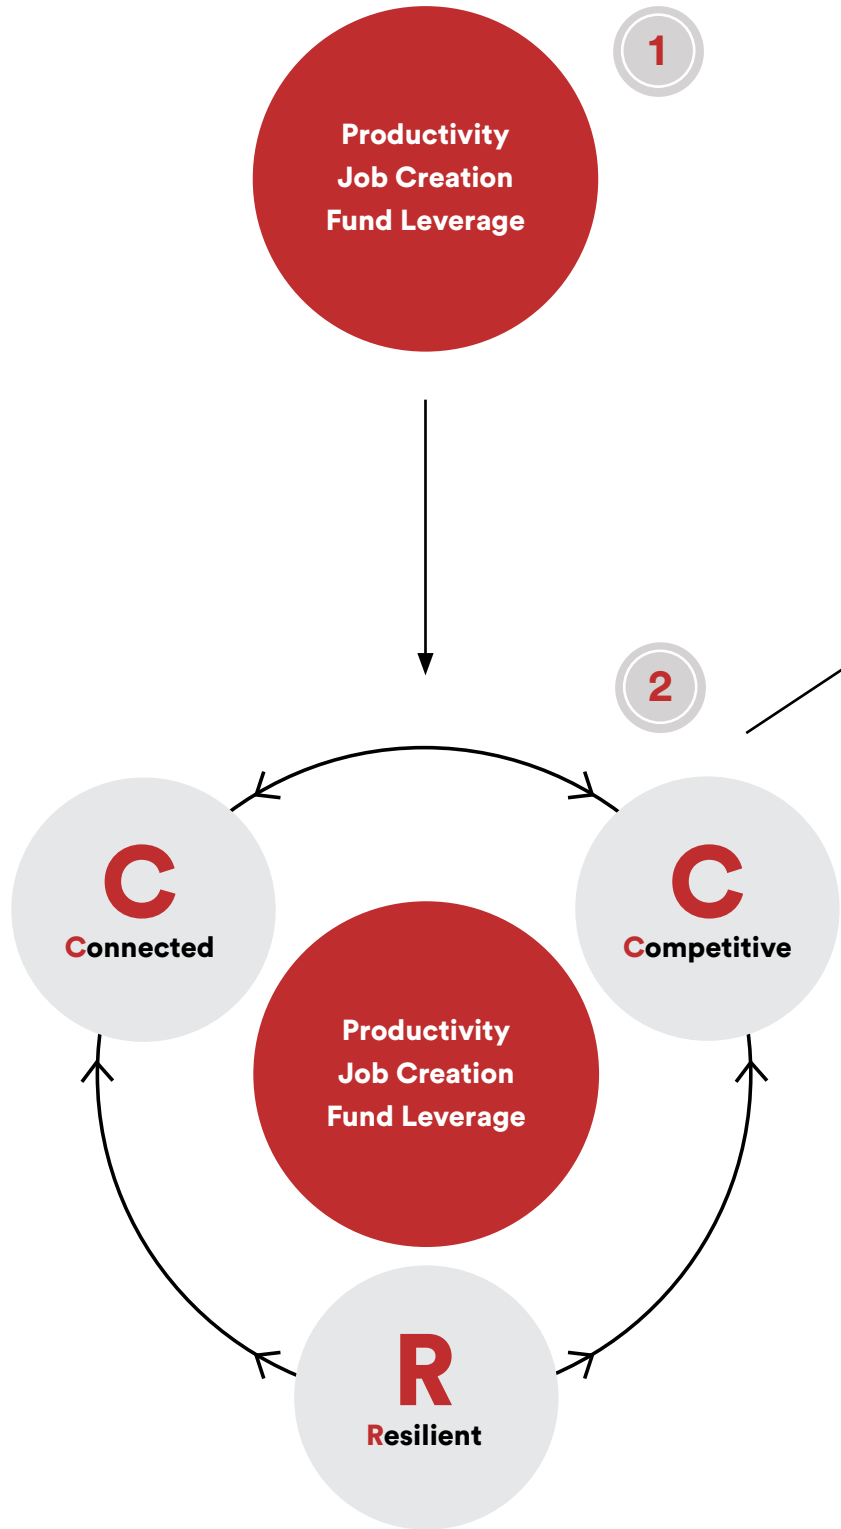 1
Productivity
Job Creation
Fund Leverage
2
C
Connected
C
Competitive
Productivity
Job Creation
Fund Leverage
R
Resilient